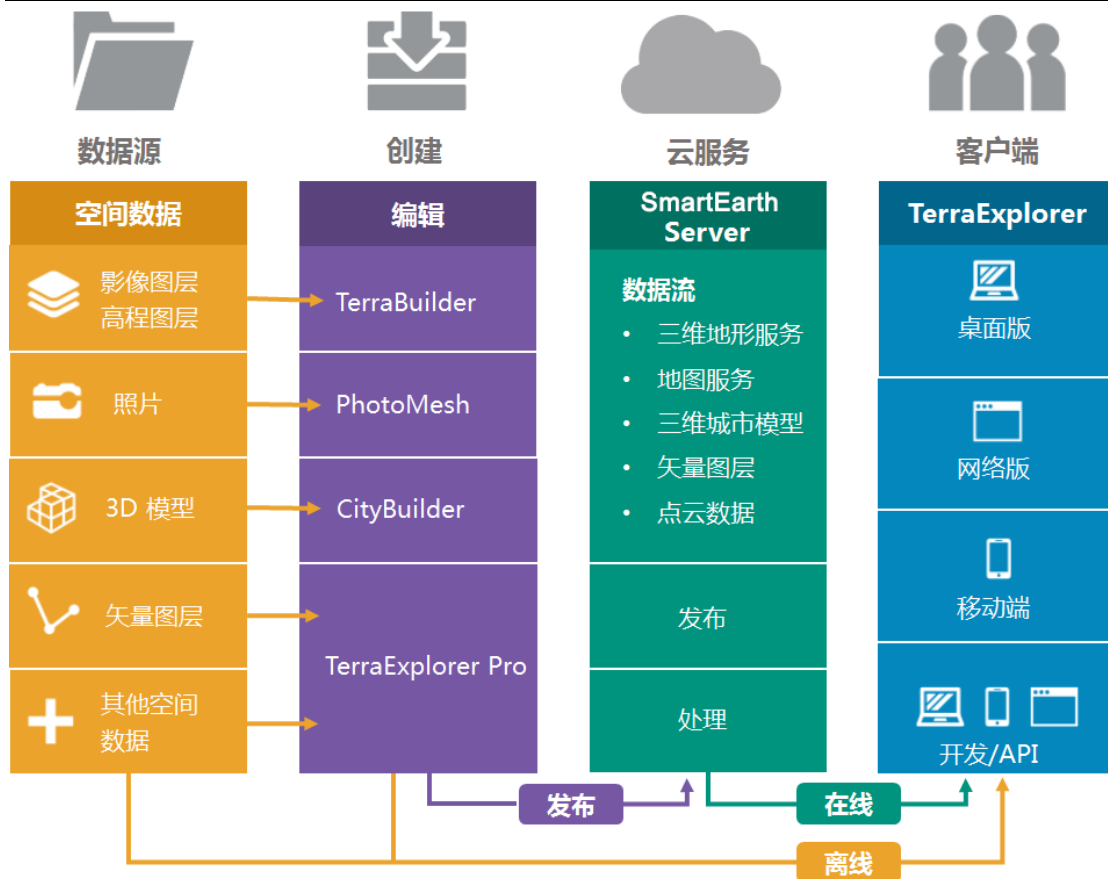 数据源
空间数据
影像图层
高程图层
照片
3D 模型
矢量图层
其他空间
数据
创建
编辑
TerraBuilder
PhotoMesh
CityBuilder
TerraExplorer Pro
云服务
SmartEarth
Server
数据流
• 三维地形服务
• 地图服务
• 三维城市模型
• 矢量图层
• 点云数据
发布
处理
客户端
TerraExplorer
桌面版
网络版
移动端
开发/API
发布
在线
离线